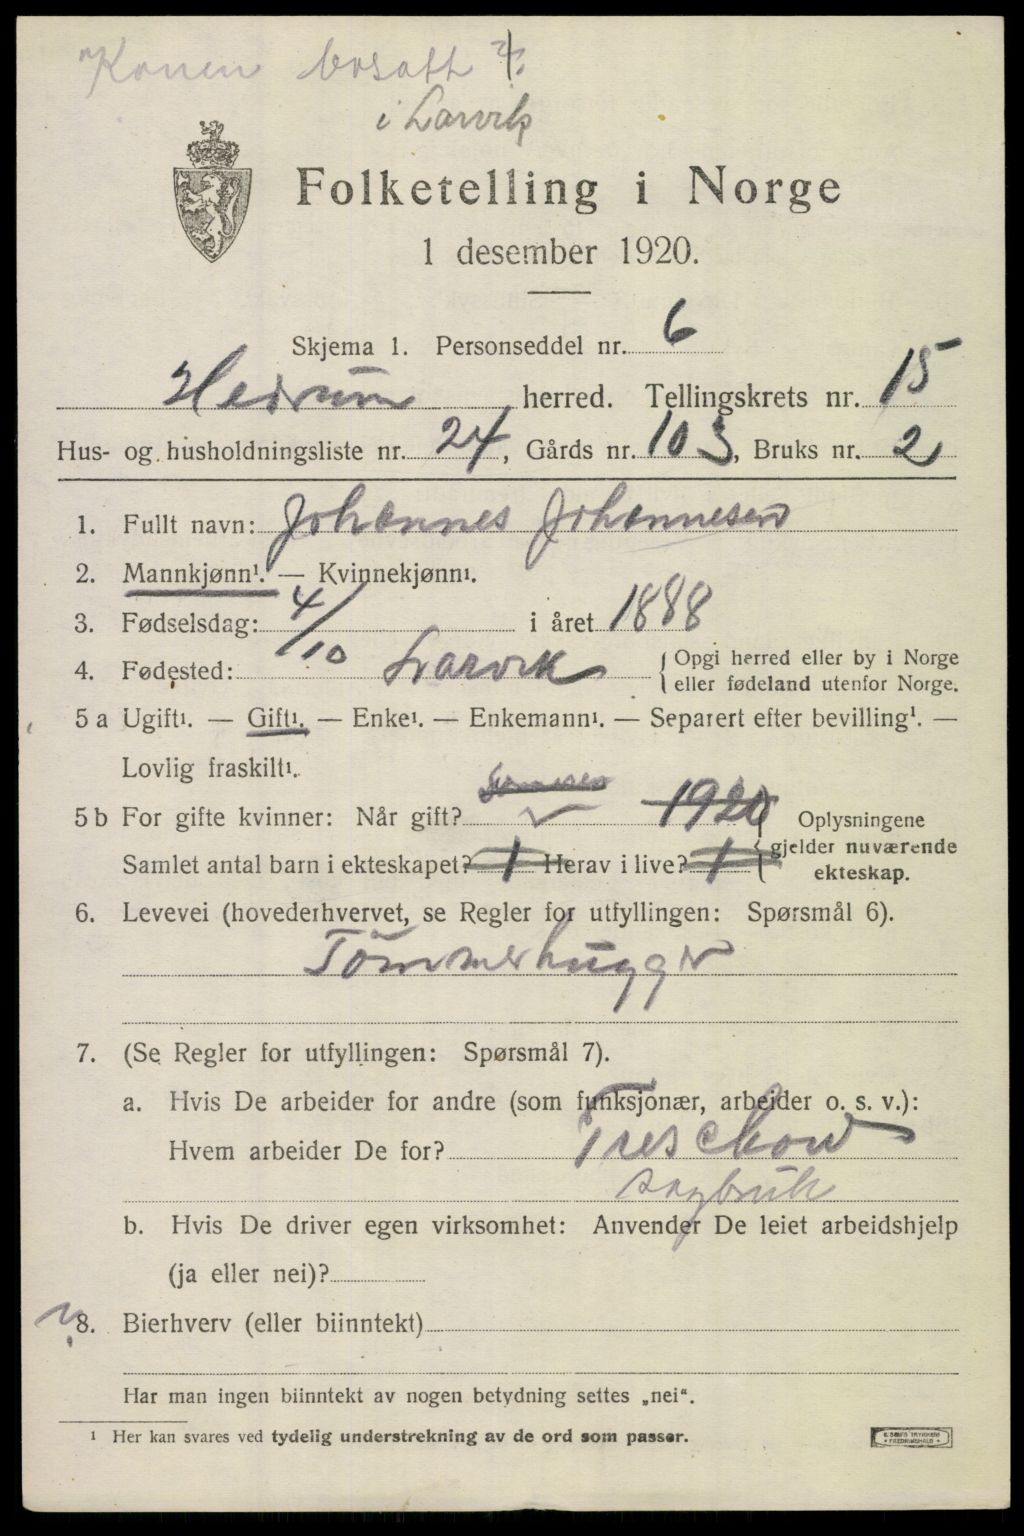 Konen bosatt
i Larvik
Folketelling i Norge
1 desember 1920.
Skjema 1. Personseddel nr. 6
Hedrum herred. Tellingskrets nr. 15
Hus- og husholdningsliste nr. 24, Gårds nr. 103, Bruks nr. 2
1. Fullt navn: Johannes Johannesen
2. Mannkjønn¹. — Kvinnekjønn¹.
3. Fødselsdag: 4/10 i året 1888
4. Fødested: Larvik { Opgi herred eller by i Norge
eller fødeland utenfor Norge.
5 a Ugift¹. — Gift¹. — Enke¹. — Enkemann¹. — Separert efter bevilling¹. —
Lovlig fraskilt¹.
5 b For gifte kvinner: Når gift? 1920 } Oplysningene
Samlet antal barn i ekteskapet? 1 Herav i live? 1 gjelder nuværende
ekteskap.
6. Levevei (hovederhvervet, se Regler for utfyllingen: Spørsmål 6).
Tömmerhugger
7. (Se Regler for utfyllingen: Spørsmål 7).
a. Hvis De arbeider for andre (som funksjonær, arbeider o. s. v.):
Hvem arbeider De for? Treschow
sagbruk
b. Hvis De driver egen virksomhet: Anvender De leiet arbeidshjelp
(ja eller nei)?
8. Bierhverv (eller biinntekt)
Har man ingen biinntekt av nogen betydning settes „nei“.
¹ Her kan svares ved tydelig understrekning av de ord som passer.